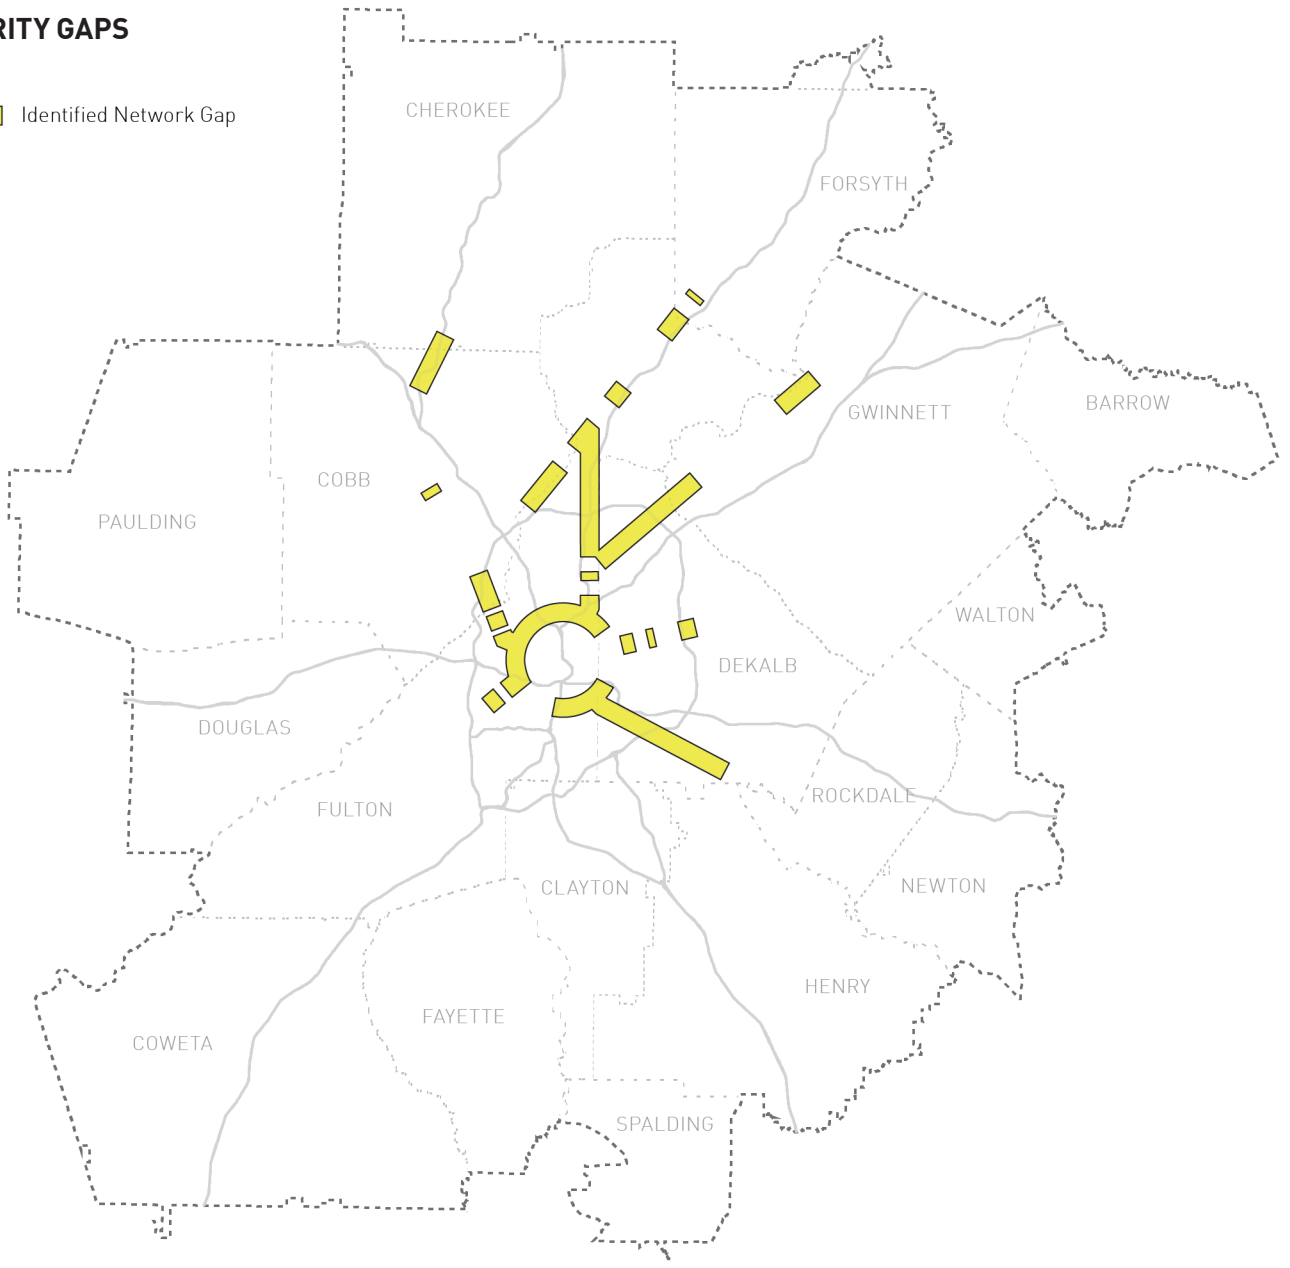 RITY GAPS
Identified Network Gap
CHEROKEE
FORSYTH
GWINNETT
BARROW
COBB
PAULDING
WALTON
DEKALB
DOUGLAS
ROCKDALE
FULTON
CLAYTON
NEWTON
HENRY
FAYETTE
COWETA
SPALDING